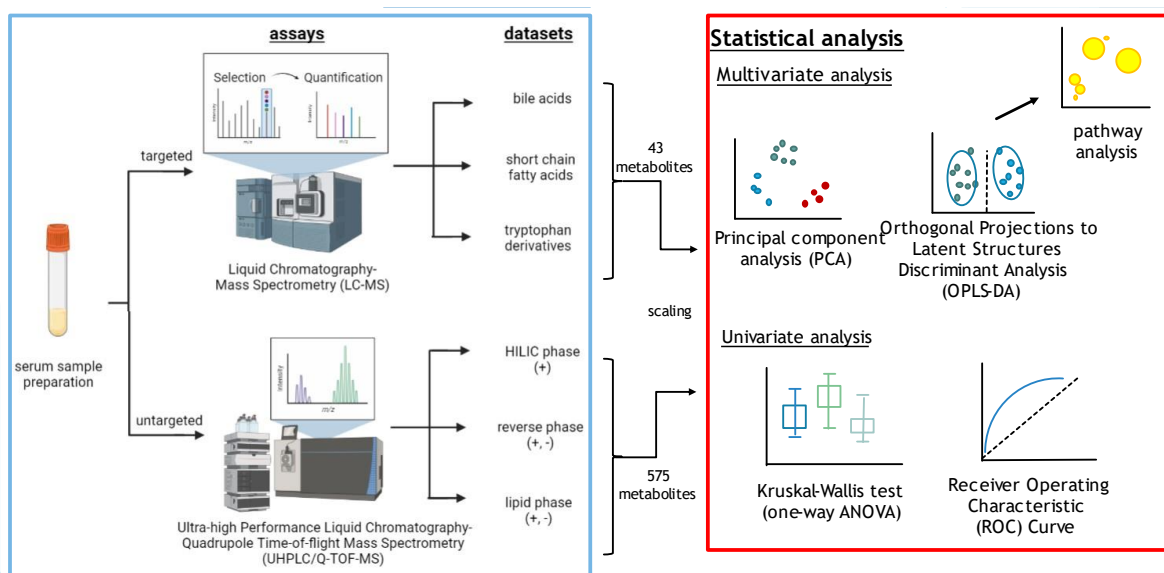 assays
datasets
Selection
Quantification
Intensity
m/z
Intensity
m/z
bile acids
short chain
fatty acids
tryptophan
derivatives
targeted
Liquid Chromatography-
Mass Spectrometry (LC-MS)
serum sample
preparation
untargeted
Intensity
m/z
HILIC phase
(+)
reverse phase
(+, -)
lipid phase
(+, -)
Ultra-high Performance Liquid Chromatography-
Quadrupole Time-of-flight Mass Spectrometry
(UHPLC/Q-TOF-MS)
43
metabolites
scaling
575
metabolites
Statistical analysis
Multivariate analysis
pathway
analysis
Principal component
analysis (PCA)
Orthogonal Projections to
Latent Structures
Discriminant Analysis
(OPLS-DA)
Univariate analysis
Kruskal-Wallis test
(one-way ANOVA)
Receiver Operating
Characteristic
(ROC) Curve